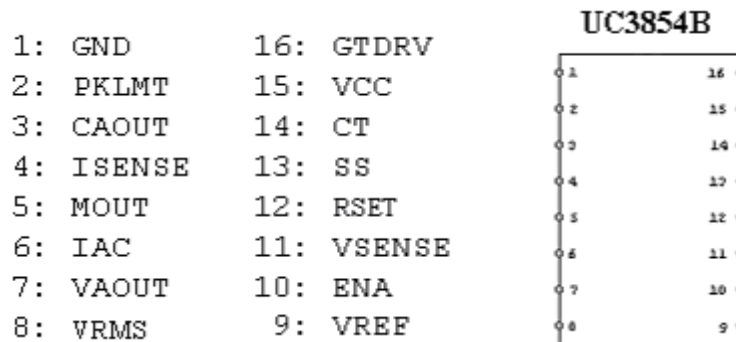 UC3854B
1: GND 16: GTDRV
2: PKLMT 15: VCC
3: CAOUT 14: CT
4: ISENSE 13: SS
5: MOUT 12: RSET
6: IAC 11: VSENSE
7: VAOUT 10: ENA
8: VRMS 9: VREF
1 16
2 15
3 14
4 13
5 12
6 11
7 10
8 9